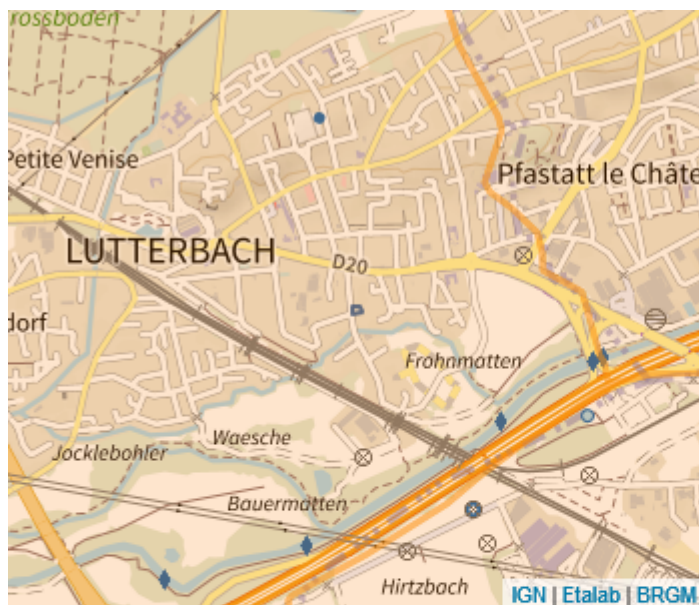 rossboden
Petite Venise
Pfastatt le Châte
LUTTERBACH
D20
dorf
Frohnmatten
Waesche
Jocklebohler
Bauermatten
Hirtzbach
IGN | Etalab | BRGM